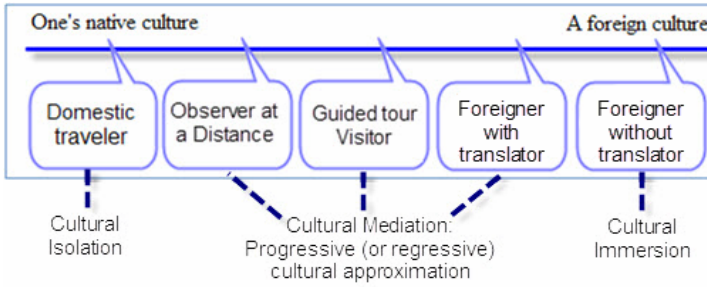 One's native culture
A foreign culture
Domestic
traveler
Observer at
a Distance
Guided tour
Visitor
Foreigner
with
translator
Foreigner
without
translator
Cultural
Isolation
Cultural Mediation:
Progressive (or regressive)
cultural approximation
Cultural
Immersion